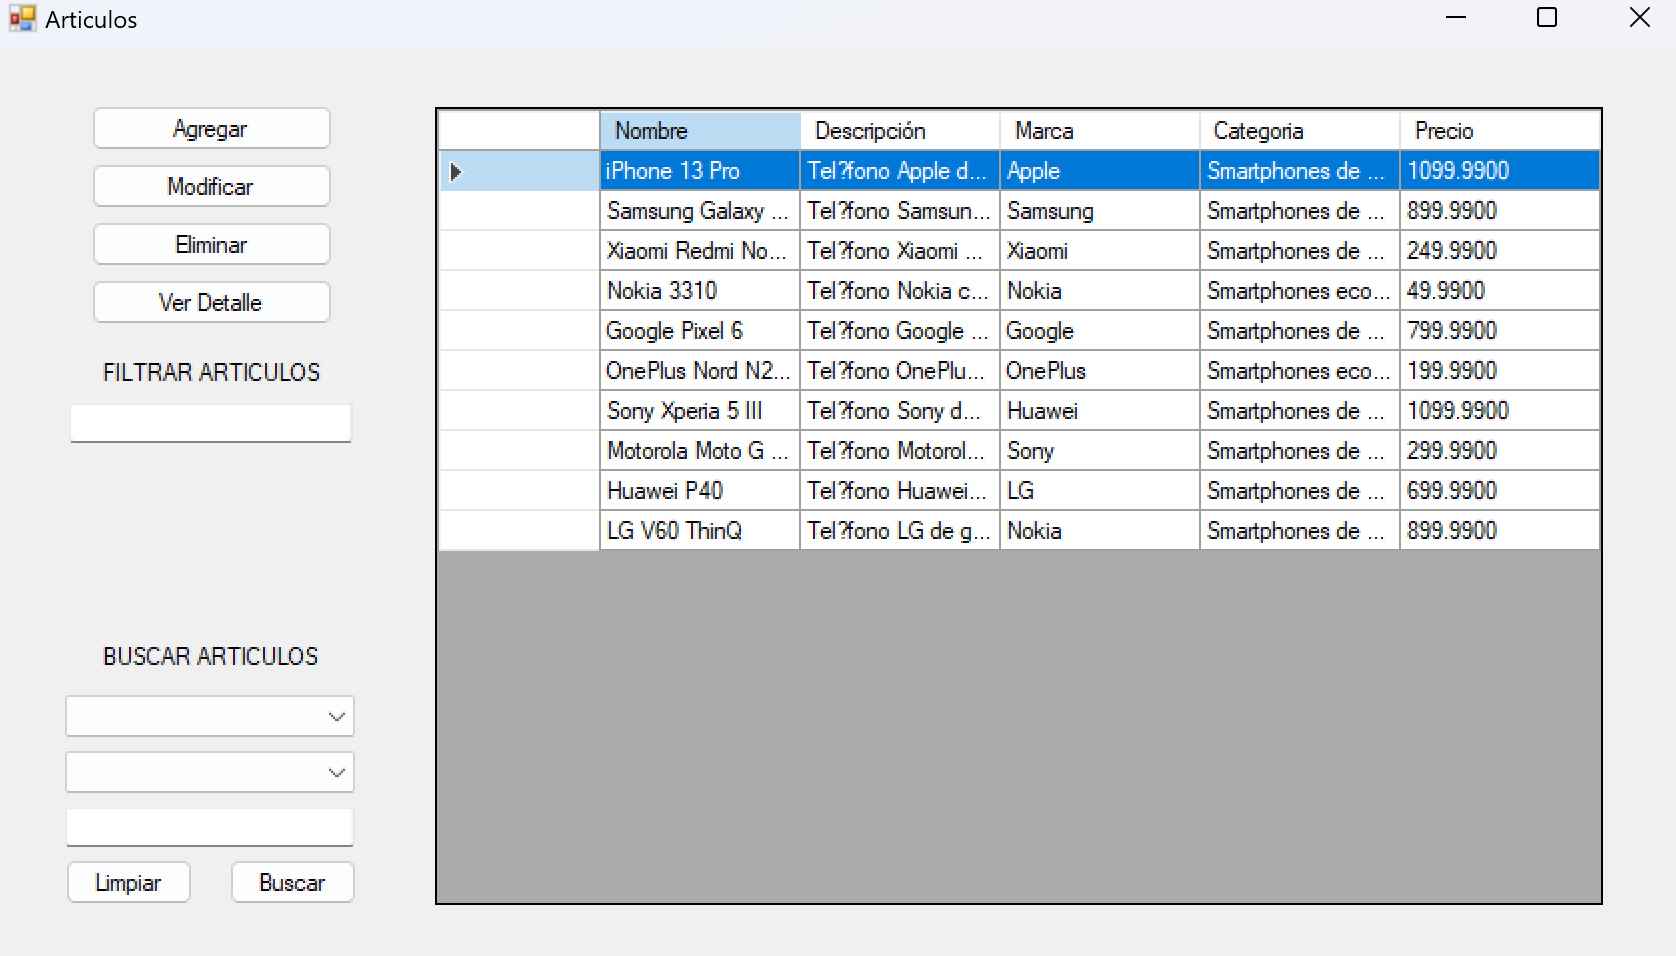 Articulos
Agregar
Modificar
Eliminar
Ver Detalle
FILTRAR ARTICULOS
BUSCAR ARTICULOS
Limpiar Buscar
Nombre Descripción Marca Categoria Precio
iPhone 13 Pro Tel?fono Apple d... Apple Smartphones de ... 1099.9900
Samsung Galaxy ... Tel?fono Samsun... Samsung Smartphones de ... 899.9900
Xiaomi Redmi No... Tel?fono Xiaomi ... Xiaomi Smartphones de ... 249.9900
Nokia 3310 Tel?fono Nokia c... Nokia Smartphones eco... 49.9900
Google Pixel 6 Tel?fono Google ... Google Smartphones de ... 799.9900
OnePlus Nord N2... Tel?fono OnePlu... OnePlus Smartphones eco... 199.9900
Sony Xperia 5 III Tel?fono Sony d... Huawei Smartphones de ... 1099.9900
Motorola Moto G ... Tel?fono Motorol... Sony Smartphones de ... 299.9900
Huawei P40 Tel?fono Huawei... LG Smartphones de ... 699.9900
LG V60 ThinQ Tel?fono LG de g... Nokia Smartphones de ... 899.9900